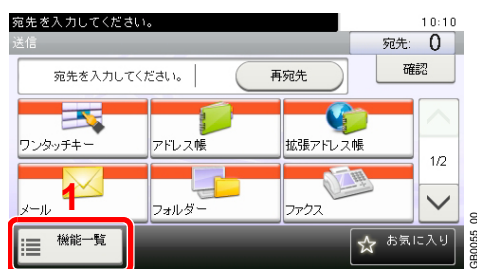 宛先を入力してください。 10:10
送信 宛先: 0
宛先を入力してください。 再宛先 確認
ワンタッチキー アドレス帳 拡張アドレス帳
1/2
メール フォルダー ファクス
1
機能一覧 お気に入り
GB0055_00